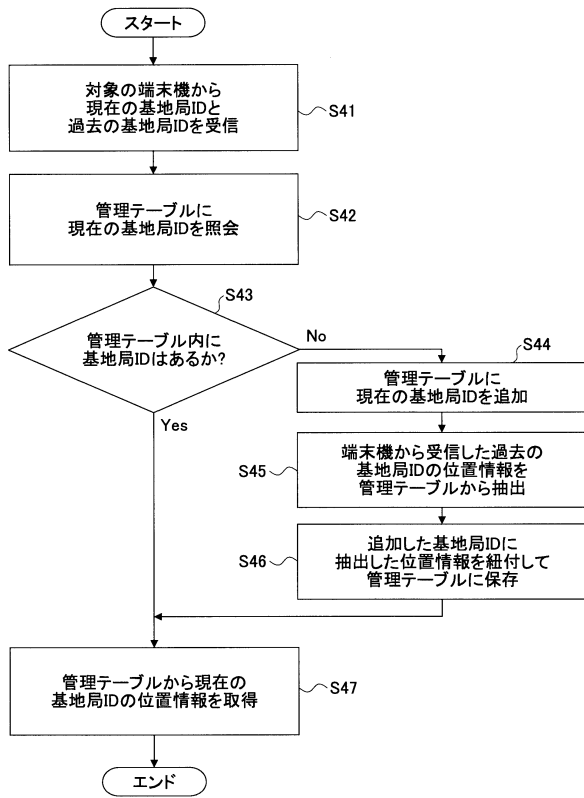 スタート
対象の端末機から
現在の基地局IDと
過去の基地局IDを受信
S41
管理テーブルに
現在の基地局IDを照会
S42
S43
管理テーブル内に
基地局IDはあるか?
No
Yes
S44
管理テーブルに
現在の基地局IDを追加
端末機から受信した過去の
基地局IDの位置情報を
管理テーブルから抽出
S45
追加した基地局IDに
抽出した位置情報を紐付して
管理テーブルに保存
S46
管理テーブルから現在の
基地局IDの位置情報を取得
S47
エンド